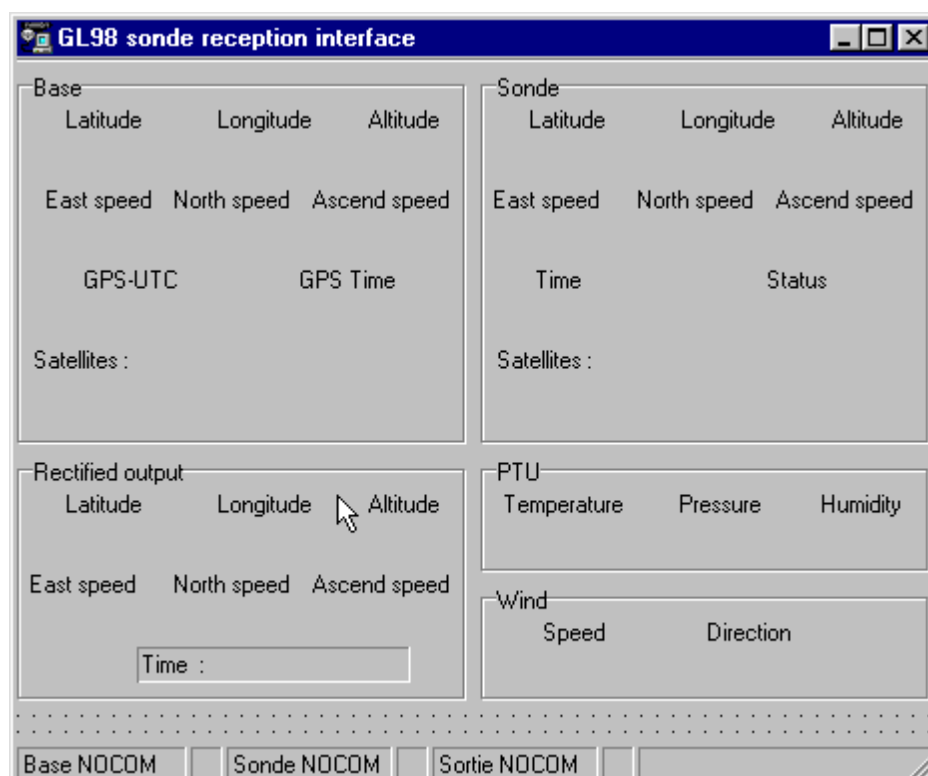 GL98 sonde reception interface
Base
Latitude Longitude Altitude
East speed North speed Ascend speed
GPS-UTC GPS Time
Satellites :
Sonde
Latitude Longitude Altitude
East speed North speed Ascend speed
Time Status
Satellites :
Rectified output
Latitude Longitude Altitude
East speed North speed Ascend speed
Time :
PTU
Temperature Pressure Humidity
Wind
Speed Direction
Base NOCOM Sonde NOCOM Sortie NOCOM